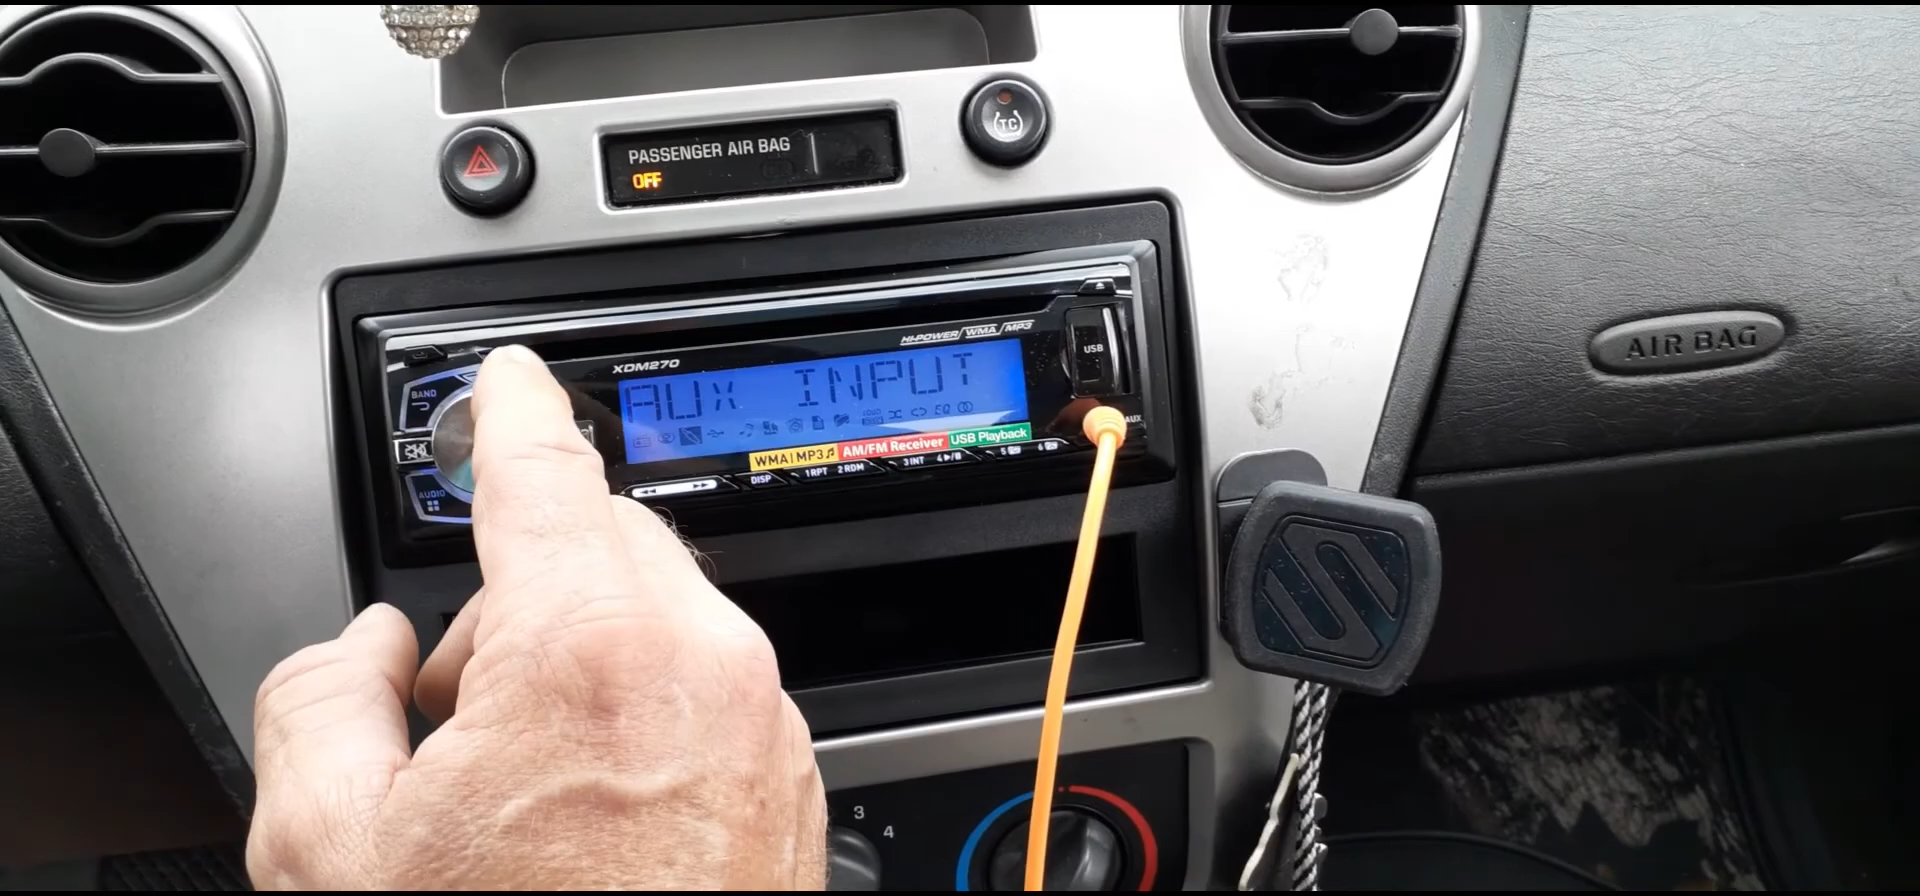 PASSENGER AIR BAG
OFF
TC
AIR BAG
HI-POWER / WMA / MP3
XDM270
USB
BAND
AUX INPUT
EQ
AUX
WMA | MP3
AM/FM Receiver
USB Playback
AUDIO
DISP
1 RPT
2 RDM
3 INT
4
5
6
3
4